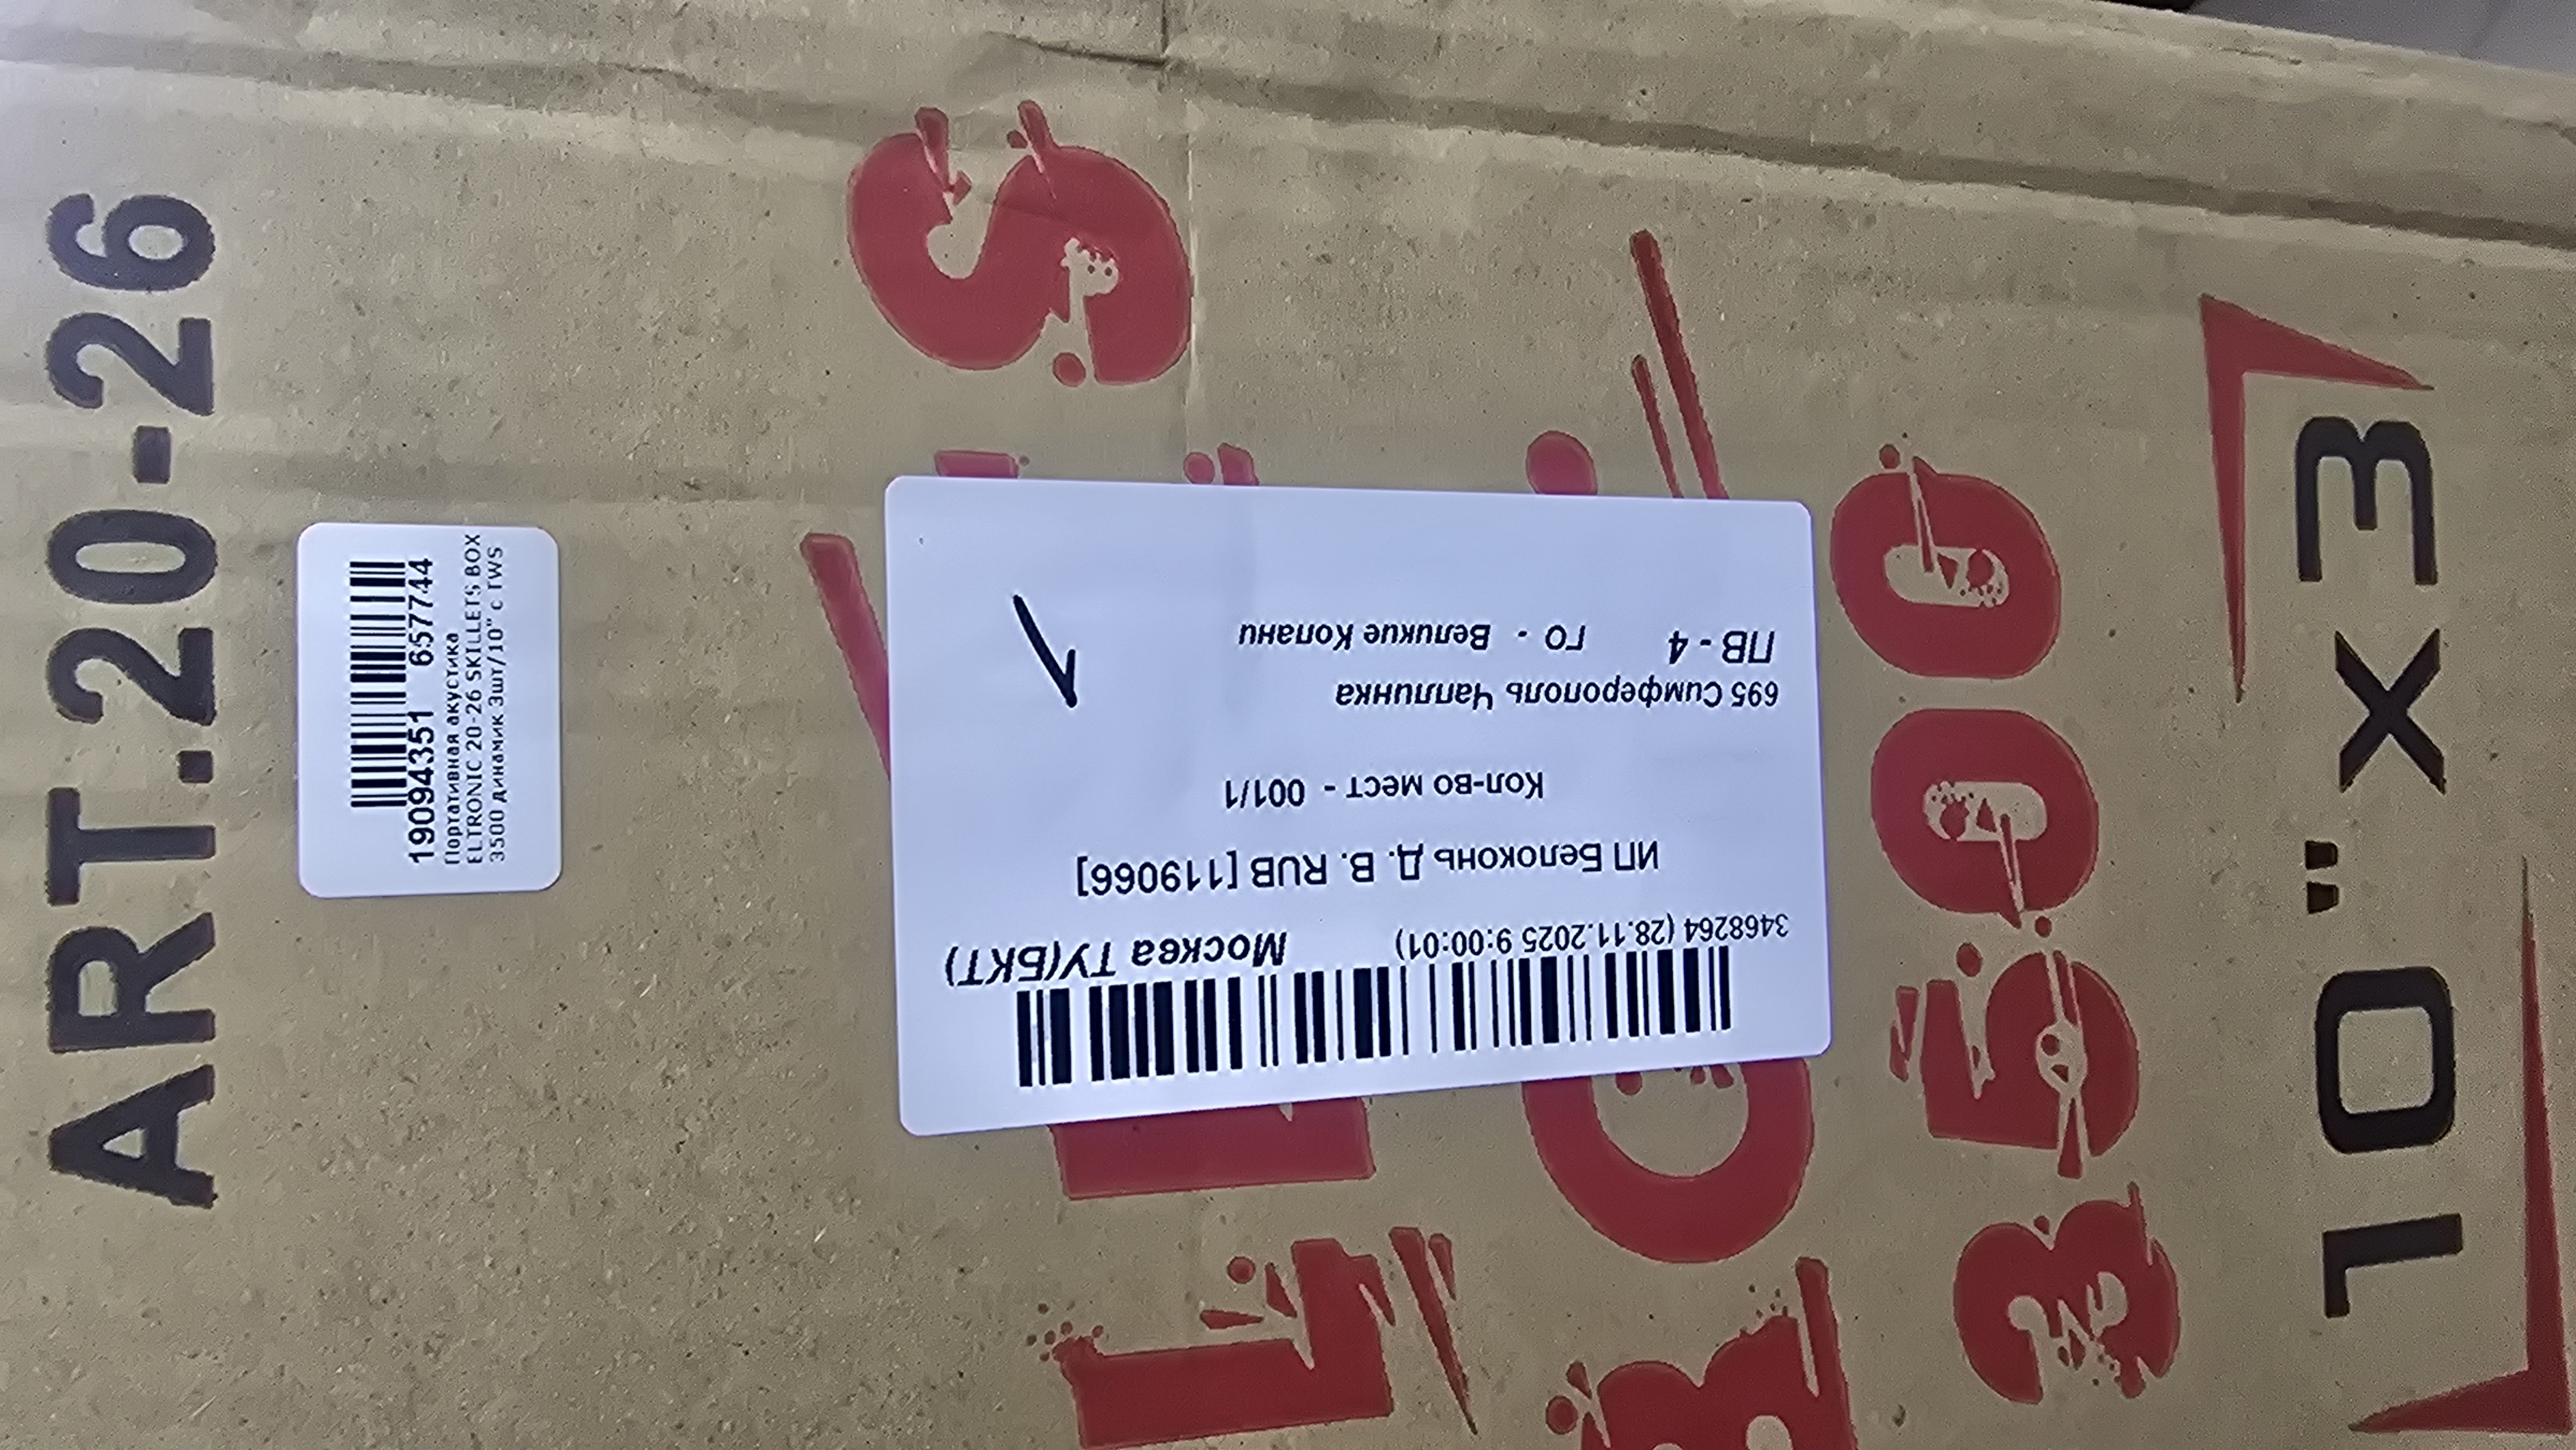 ART.20-26
19094351 657744
Портативная акустика
ELTRONIC 20-26 SKILLETS BOX
3500 динамик 3шт/10" с TWS
3468264 (28.11.2025 9:00:01) Москва ТУ(БКТ)
ИП Белоконь Д. В. RUB [119066]
Кол-во мест - 001/1
695 Симферополь Чаплинка
ПВ - 4 ГО - Великие Копани
1
3500
10" X3